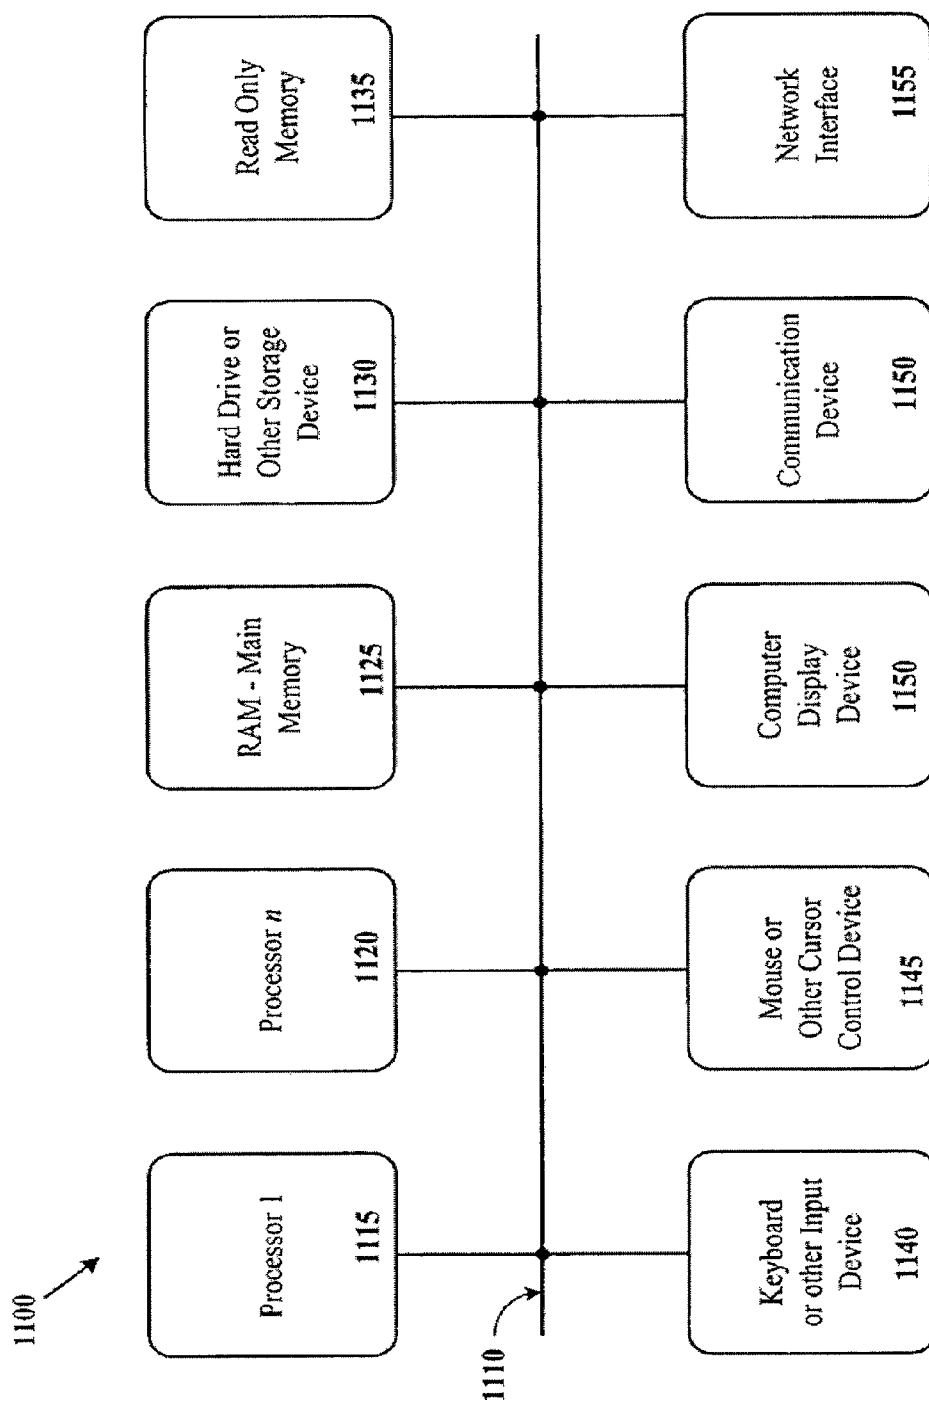 1100
Processor 1
1115
Processor n
1120
RAM - Main
Memory
1125
Hard Drive or
Other Storage
Device
1130
Read Only
Memory
1135
1110
Keyboard
or other Input
Device
1140
Mouse or
Other Cursor
Control Device
1145
Computer
Display
Device
1150
Communication
Device
1150
Network
Interface
1155